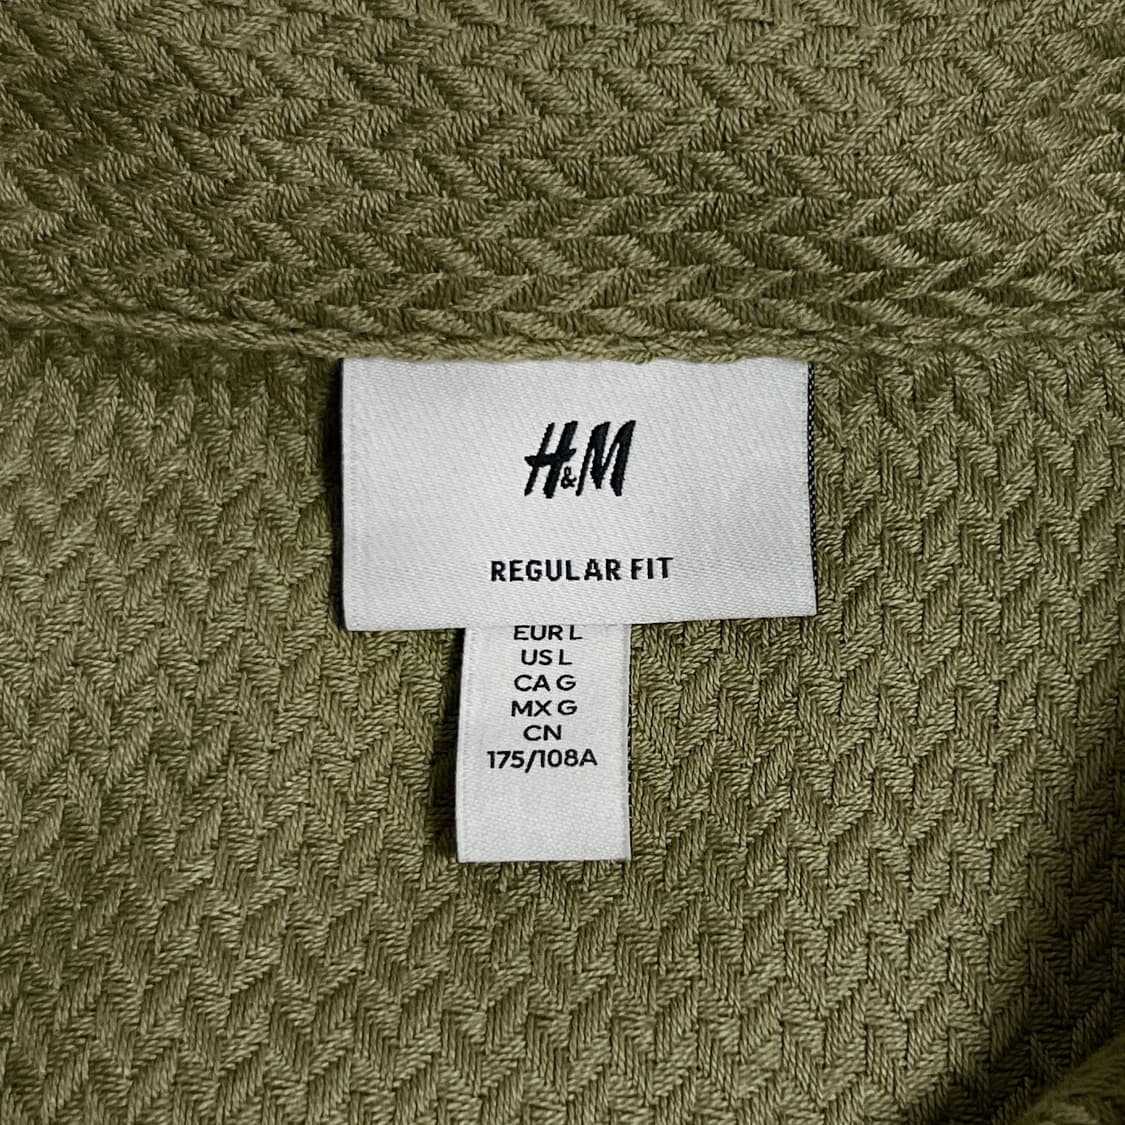 H&M
REGULAR FIT
EUR L
US L
CA G
MX G
CN
175/108A